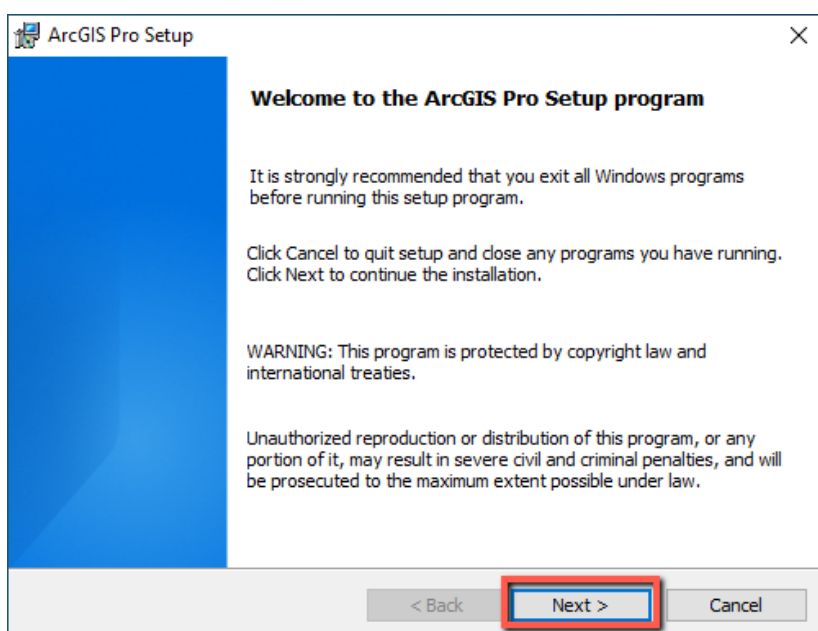 ArcGIS Pro Setup
Welcome to the ArcGIS Pro Setup program
It is strongly recommended that you exit all Windows programs
before running this setup program.
Click Cancel to quit setup and close any programs you have running.
Click Next to continue the installation.
WARNING: This program is protected by copyright law and
international treaties.
Unauthorized reproduction or distribution of this program, or any
portion of it, may result in severe civil and criminal penalties, and will
be prosecuted to the maximum extent possible under law.
< Back Next > Cancel